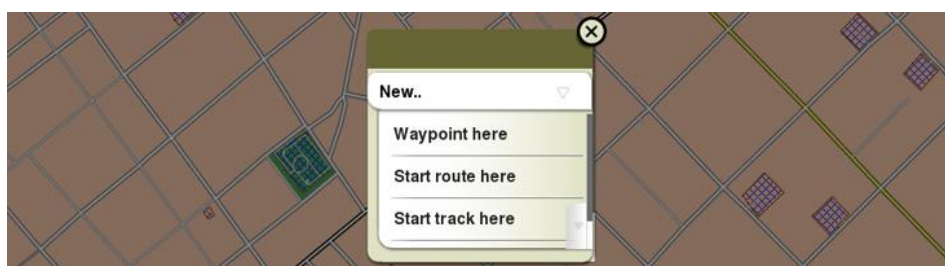 New..
Waypoint here
Start route here
Start track here